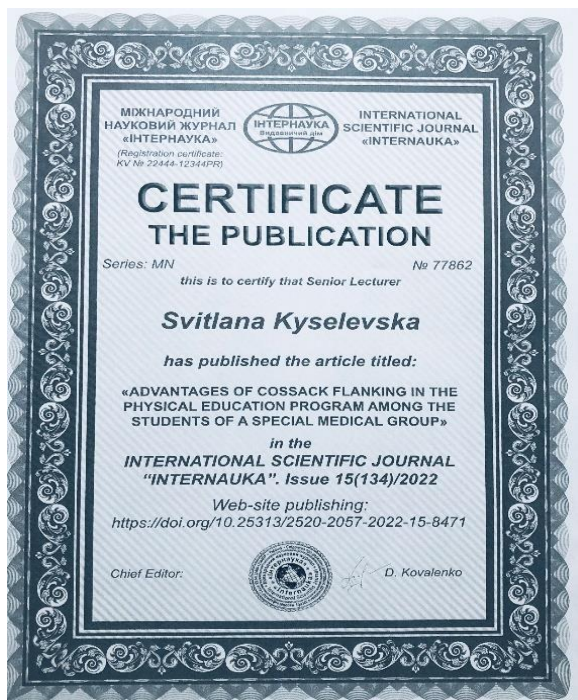 МІЖНАРОДНИЙ
НАУКОВИЙ ЖУРНАЛ
«ІНТЕРНАУКА»
(Registration certificate:
KV № 22444-12344PR)
ІНТЕРНАУКА
Видавничий дім
INTERNATIONAL
SCIENTIFIC JOURNAL
«INTERNAUKA»
CERTIFICATE
THE PUBLICATION
Series: MN
№ 77862
this is to certify that Senior Lecturer
Svitlana Kyselevska
has published the article titled:
«ADVANTAGES OF COSSACK FLANKING IN THE
PHYSICAL EDUCATION PROGRAM AMONG THE
STUDENTS OF A SPECIAL MEDICAL GROUP»
in the
INTERNATIONAL SCIENTIFIC JOURNAL
"INTERNAUKA". Issue 15(134)/2022
Web-site publishing:
https://doi.org/10.25313/2520-2057-2022-15-8471
Chief Editor:
D. Kovalenko